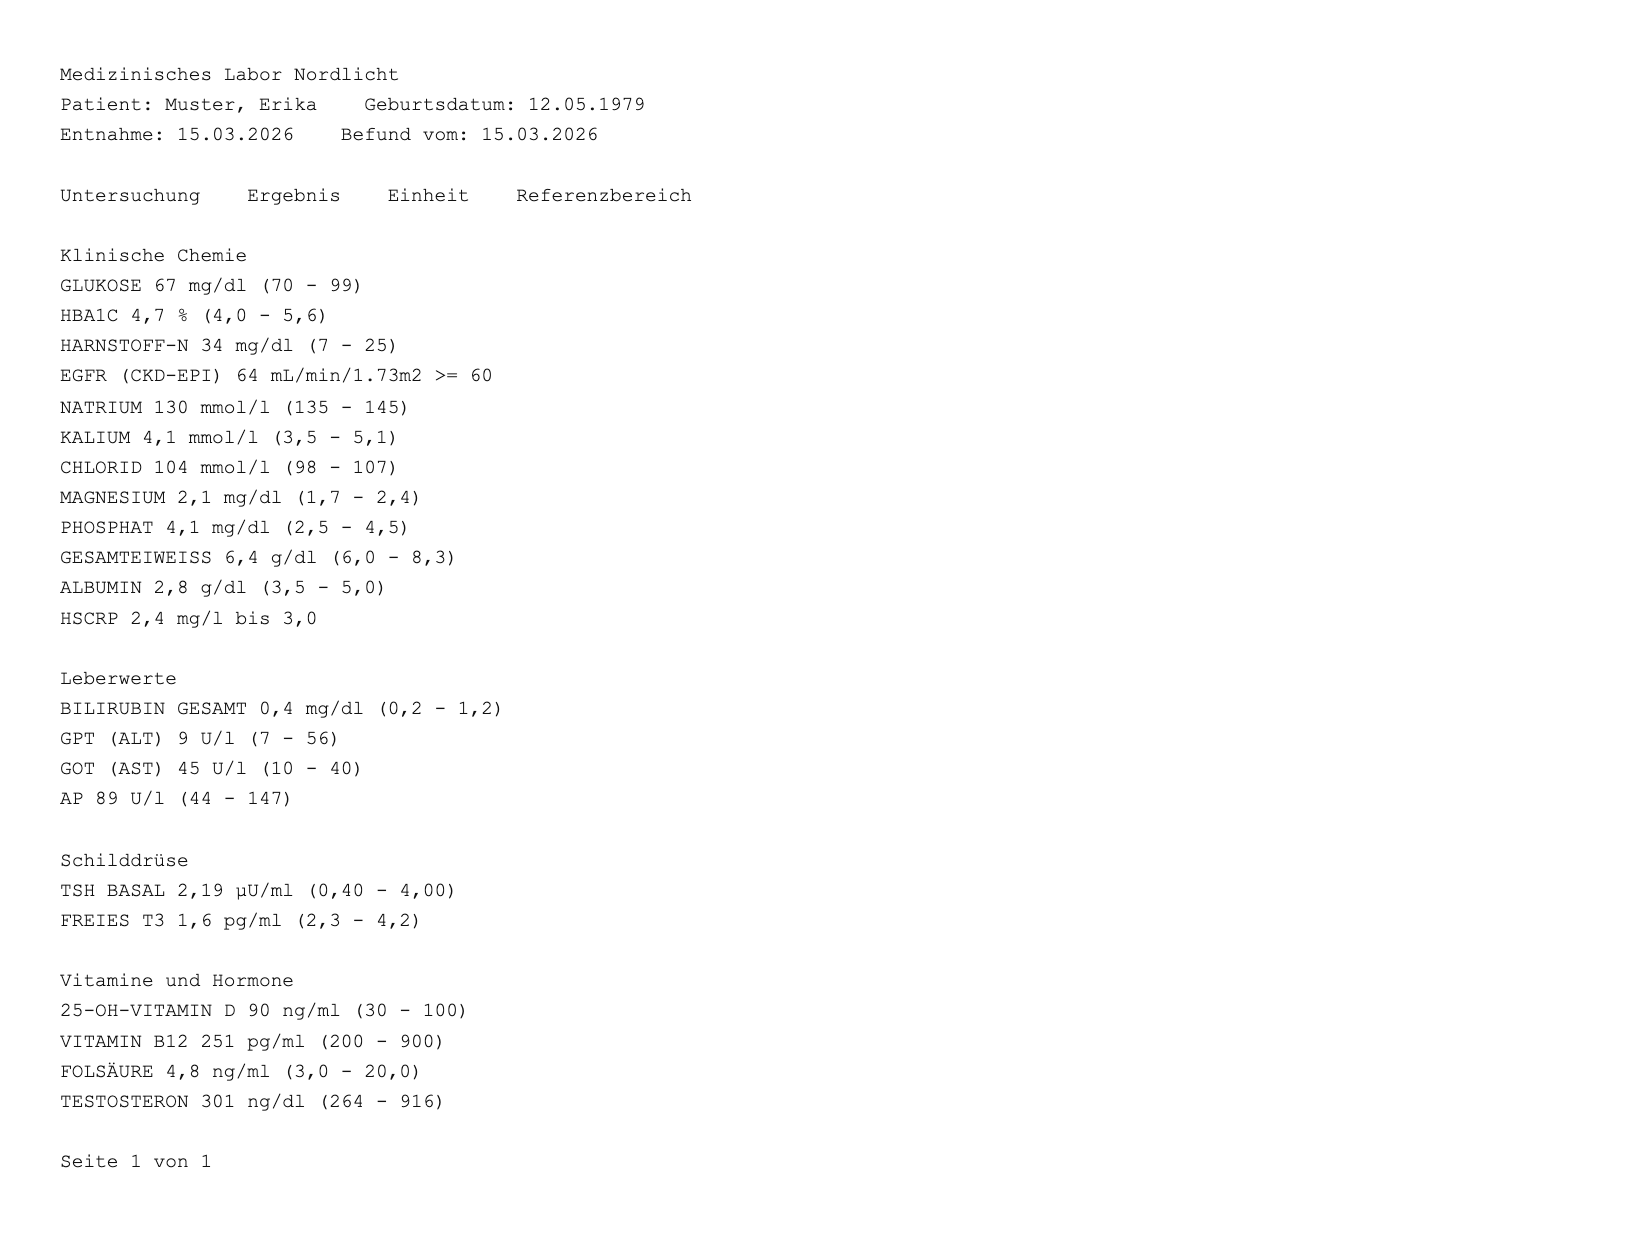 Medizinisches Labor Nordlicht
Patient: Muster, Erika    Geburtsdatum: 12.05.1979
Entnahme: 15.03.2026    Befund vom: 15.03.2026

Untersuchung    Ergebnis    Einheit    Referenzbereich

Klinische Chemie
GLUKOSE 67 mg/dl (70 - 99)
HBA1C 4,7 % (4,0 - 5,6)
HARNSTOFF-N 34 mg/dl (7 - 25)
EGFR (CKD-EPI) 64 mL/min/1.73m2 >= 60
NATRIUM 130 mmol/l (135 - 145)
KALIUM 4,1 mmol/l (3,5 - 5,1)
CHLORID 104 mmol/l (98 - 107)
MAGNESIUM 2,1 mg/dl (1,7 - 2,4)
PHOSPHAT 4,1 mg/dl (2,5 - 4,5)
GESAMTEIWEISS 6,4 g/dl (6,0 - 8,3)
ALBUMIN 2,8 g/dl (3,5 - 5,0)
HSCRP 2,4 mg/l bis 3,0

Leberwerte
BILIRUBIN GESAMT 0,4 mg/dl (0,2 - 1,2)
GPT (ALT) 9 U/l (7 - 56)
GOT (AST) 45 U/l (10 - 40)
AP 89 U/l (44 - 147)

Schilddrüse
TSH BASAL 2,19 µU/ml (0,40 - 4,00)
FREIES T3 1,6 pg/ml (2,3 - 4,2)

Vitamine und Hormone
25-OH-VITAMIN D 90 ng/ml (30 - 100)
VITAMIN B12 251 pg/ml (200 - 900)
FOLSÄURE 4,8 ng/ml (3,0 - 20,0)
TESTOSTERON 301 ng/dl (264 - 916)

Seite 1 von 1